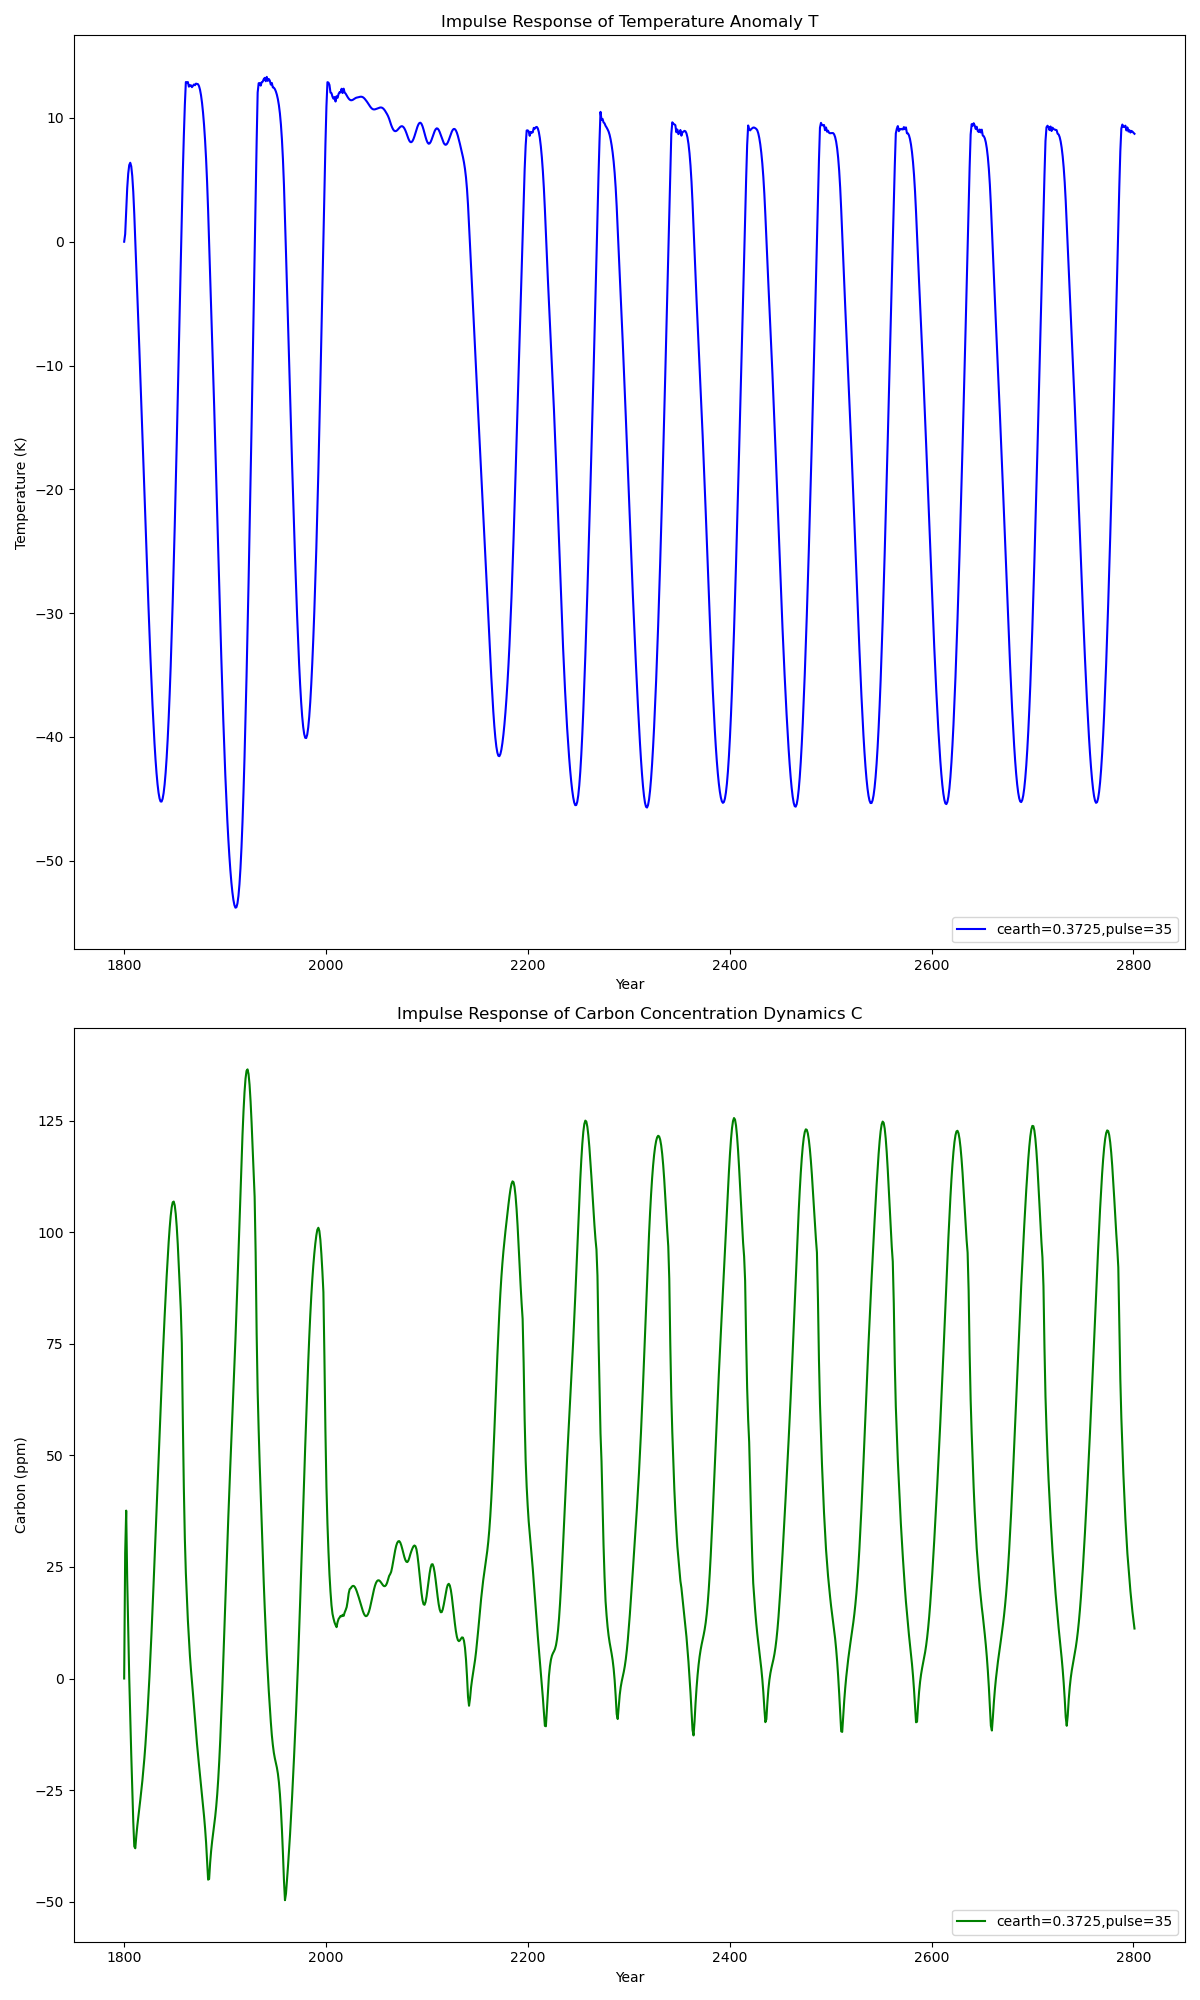 Impulse Response of Temperature Anomaly T
10
0
−10
−20
−30
−40
−50
Temperature (K)
cearth=0.3725,pulse=35
1800 2000 2200 2400 2600 2800
Year
Impulse Response of Carbon Concentration Dynamics C
125
100
75
50
25
0
−25
−50
Carbon (ppm)
cearth=0.3725,pulse=35
1800 2000 2200 2400 2600 2800
Year